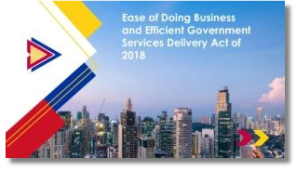 Ease of Doing Business
and Efficient Government
Services Delivery Act of
2018